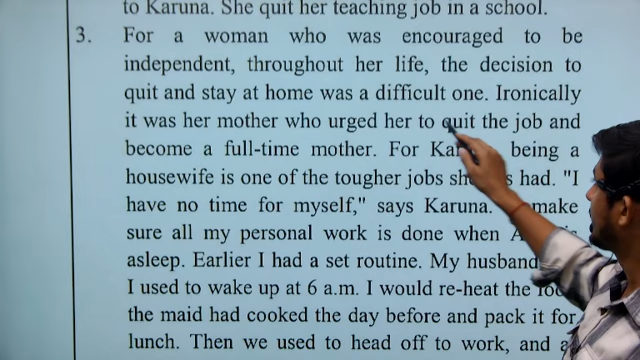 to Karuna. She quit her teaching job in a school.
3. For a woman who was encouraged to be
independent, throughout her life, the decision to
quit and stay at home was a difficult one. Ironically
it was her mother who urged her to quit the job and
become a full-time mother. For being a
housewife is one of the tougher jobs had. "I
have no time for myself," says Karuna. make
sure all my personal work is done when
asleep. Earlier I had a set routine. My husband
I used to wake up at 6 a.m. I would re-heat the
the maid had cooked the day before and pack it for
lunch. Then we used to head off to work, and